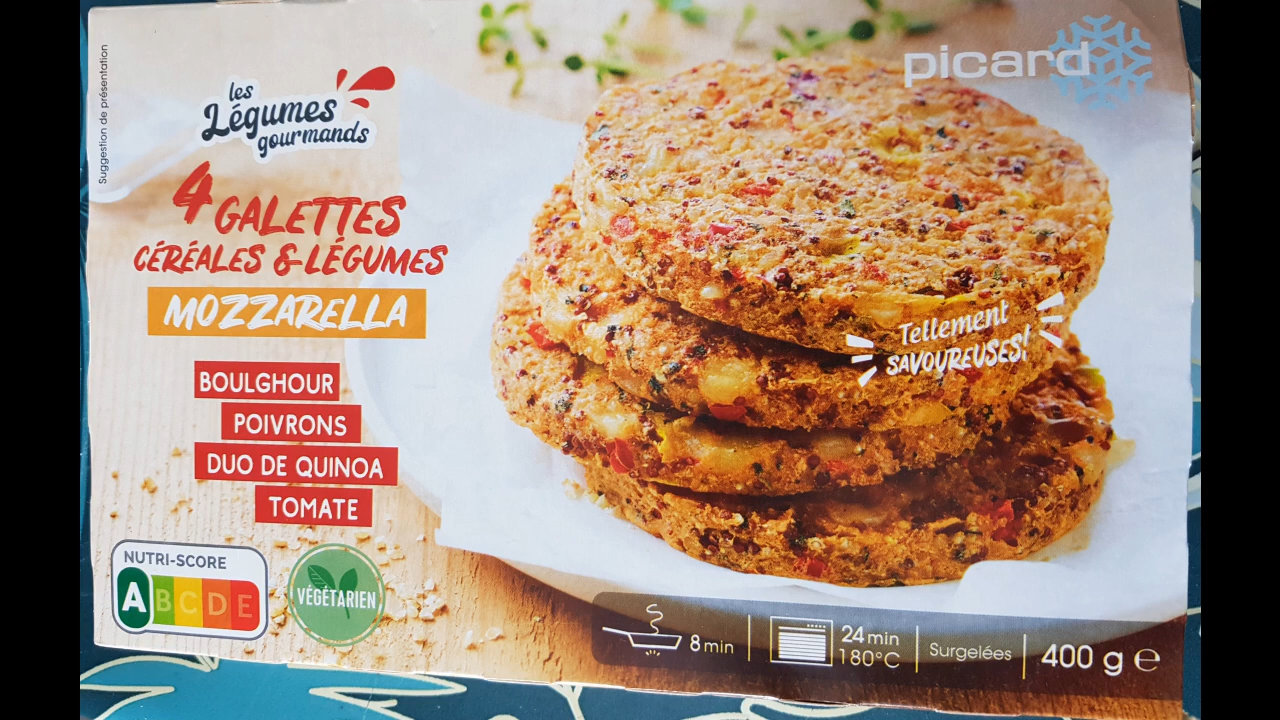 Suggestion de présentation
picard
les
Légumes
gourmands
4 GALETTES
CÉRÉALES & LÉGUMES
MOZZARELLA
BOULGHOUR
POIVRONS
DUO DE QUINOA
TOMATE
Tellement
SAVOUREUSES!
NUTRI-SCORE
A B C D E
VÉGÉTARIEN
8 min
24 min
180°C
Surgelées
400 g e